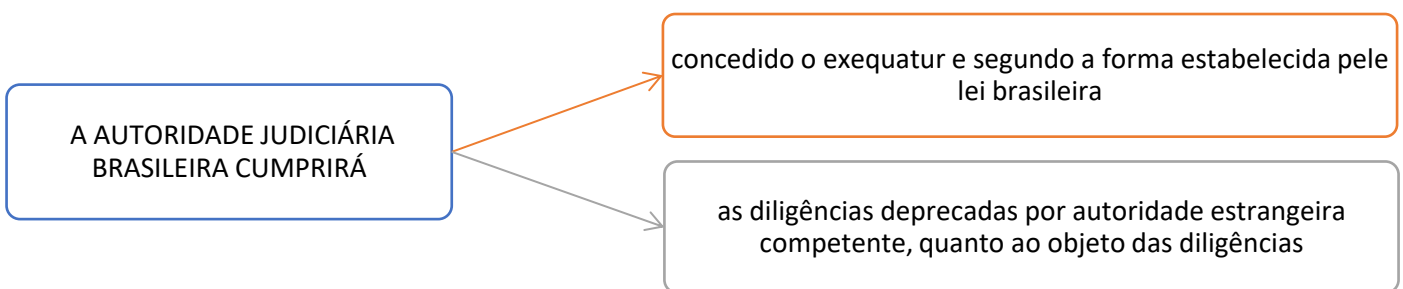 A AUTORIDADE JUDICIÁRIA
BRASILEIRA CUMPRIRÁ
concedido o exequatur e segundo a forma estabelecida pele
lei brasileira
as diligências deprecadas por autoridade estrangeira
competente, quanto ao objeto das diligências